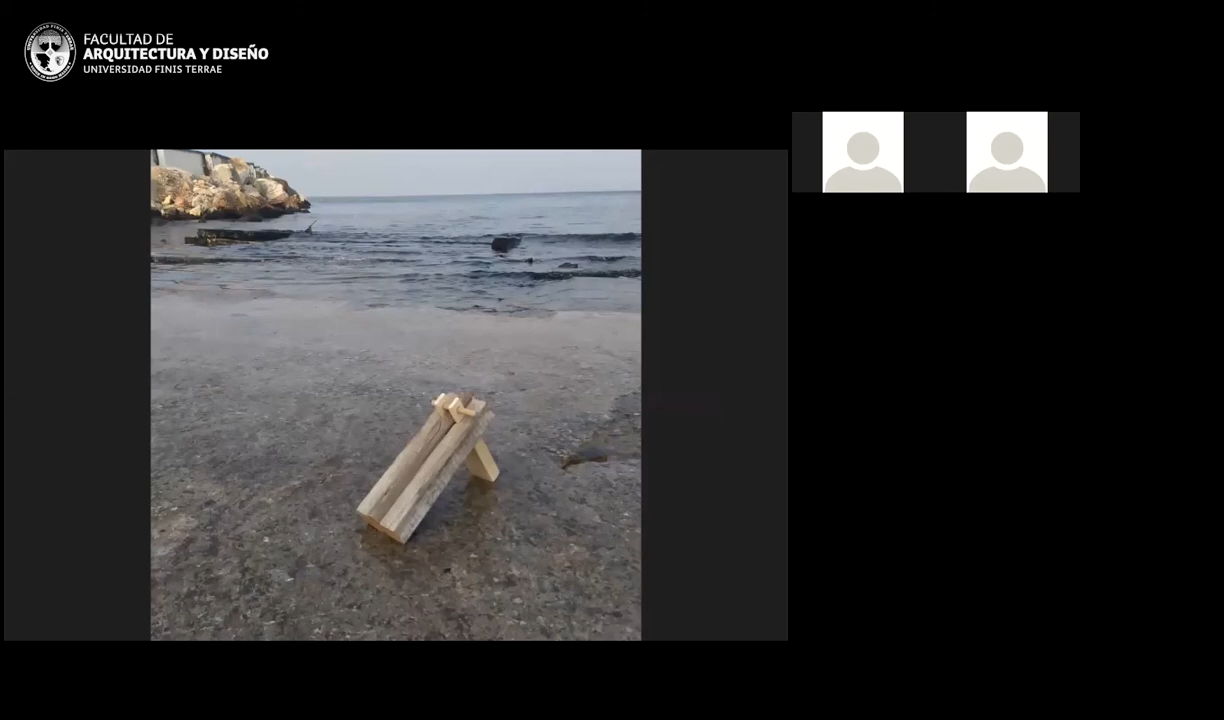 FACULTAD DE
ARQUITECTURA Y DISEÑO
UNIVERSIDAD FINIS TERRAE